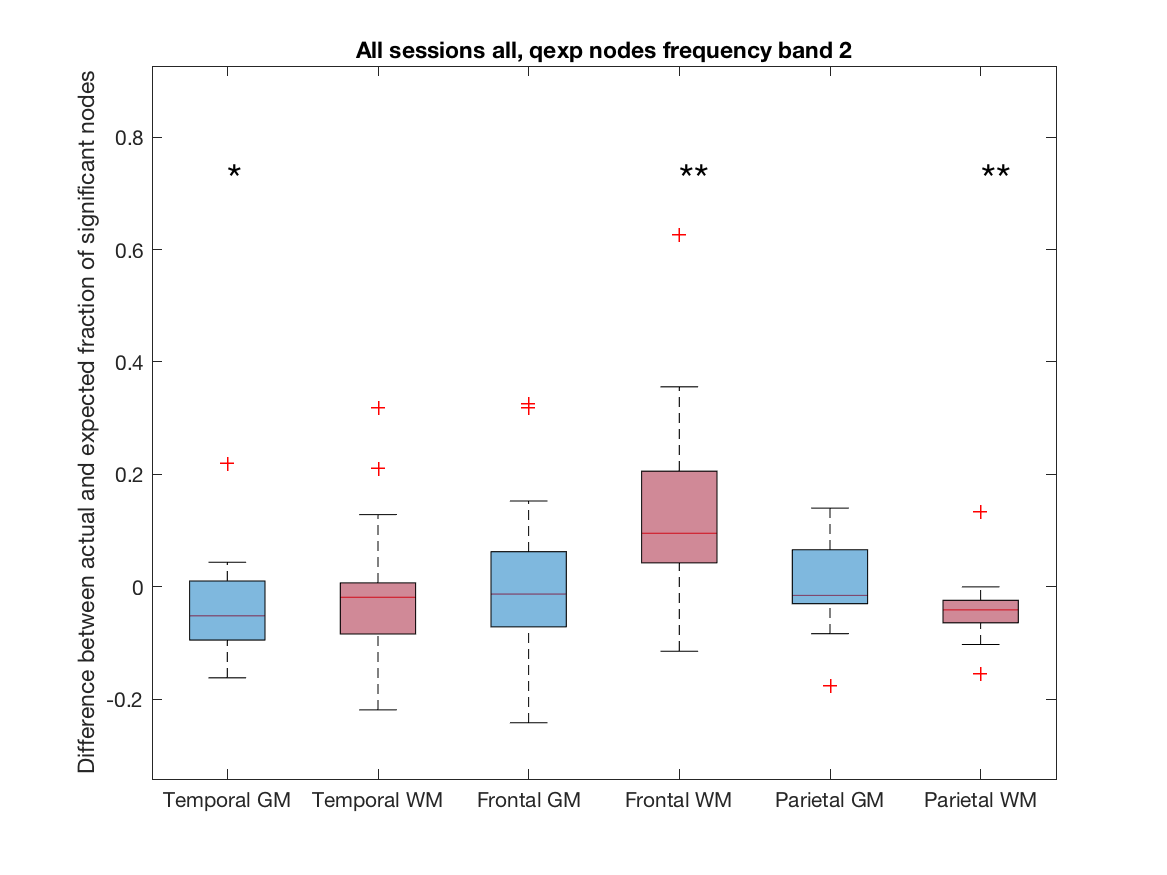 All sessions all, qexp nodes frequency band 2
Difference between actual and expected fraction of significant nodes
0.8
0.6
0.4
0.2
0
-0.2
*
**
**
Temporal GM
Temporal WM
Frontal GM
Frontal WM
Parietal GM
Parietal WM